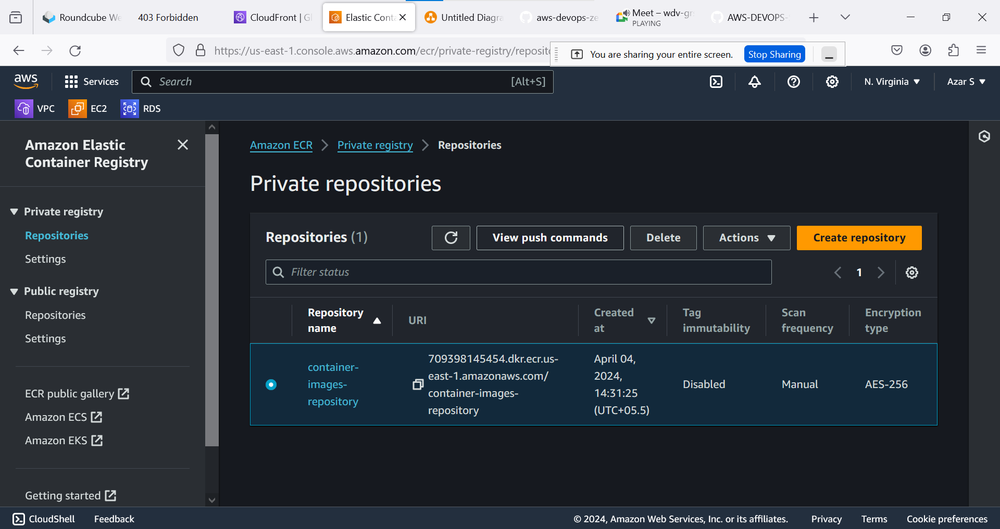 Roundcube We
403 Forbidden
CloudFront | Gl
Elastic Conta
Untitled Diagra
aws-devops-ze
Meet – wdv-grs
PLAYING
AWS-DEVOPS-
https://us-east-1.console.aws.amazon.com/ecr/private-registry/reposito
You are sharing your entire screen.
Stop Sharing
aws
Services
Search
[Alt+S]
N. Virginia
Azar S
VPC
EC2
RDS
Amazon Elastic
Container Registry
Private registry
Repositories
Settings
Public registry
Repositories
Settings
ECR public gallery
Amazon ECS
Amazon EKS
Getting started
Amazon ECR
Private registry
Repositories
Private repositories
Repositories (1)
View push commands
Delete
Actions
Create repository
Filter status
1
Repository
name
URI
Created
at
Tag
immutability
Scan
frequency
Encryption
type
container-
images-
repository
709398145454.dkr.ecr.us-
east-1.amazonaws.com/
container-images-
repository
April 04,
2024,
14:31:25
(UTC+05.5)
Disabled
Manual
AES-256
CloudShell
Feedback
© 2024, Amazon Web Services, Inc. or its affiliates.
Privacy
Terms
Cookie preferences